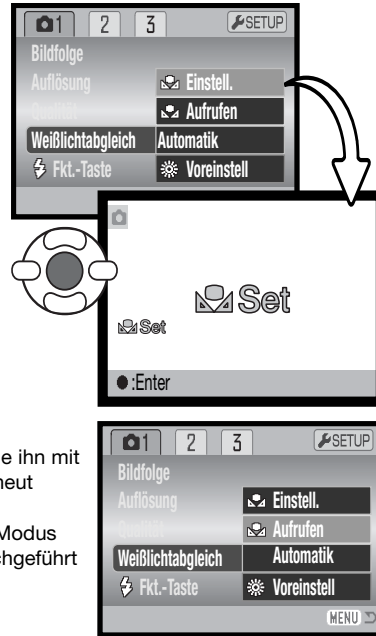 1 2 3 SETUP
Bildfolge
Auflösung Einstell.
Qualität Aufrufen
Weißlichtabgleich Automatik
Fkt.-Taste Voreinstell
Set
Set
:Enter
e ihn mit
neut
Modus
chgeführt
1 2 3 SETUP
Bildfolge
Auflösung Einstell.
Qualität Aufrufen
Weißlichtabgleich Automatik
Fkt.-Taste Voreinstell
MENU